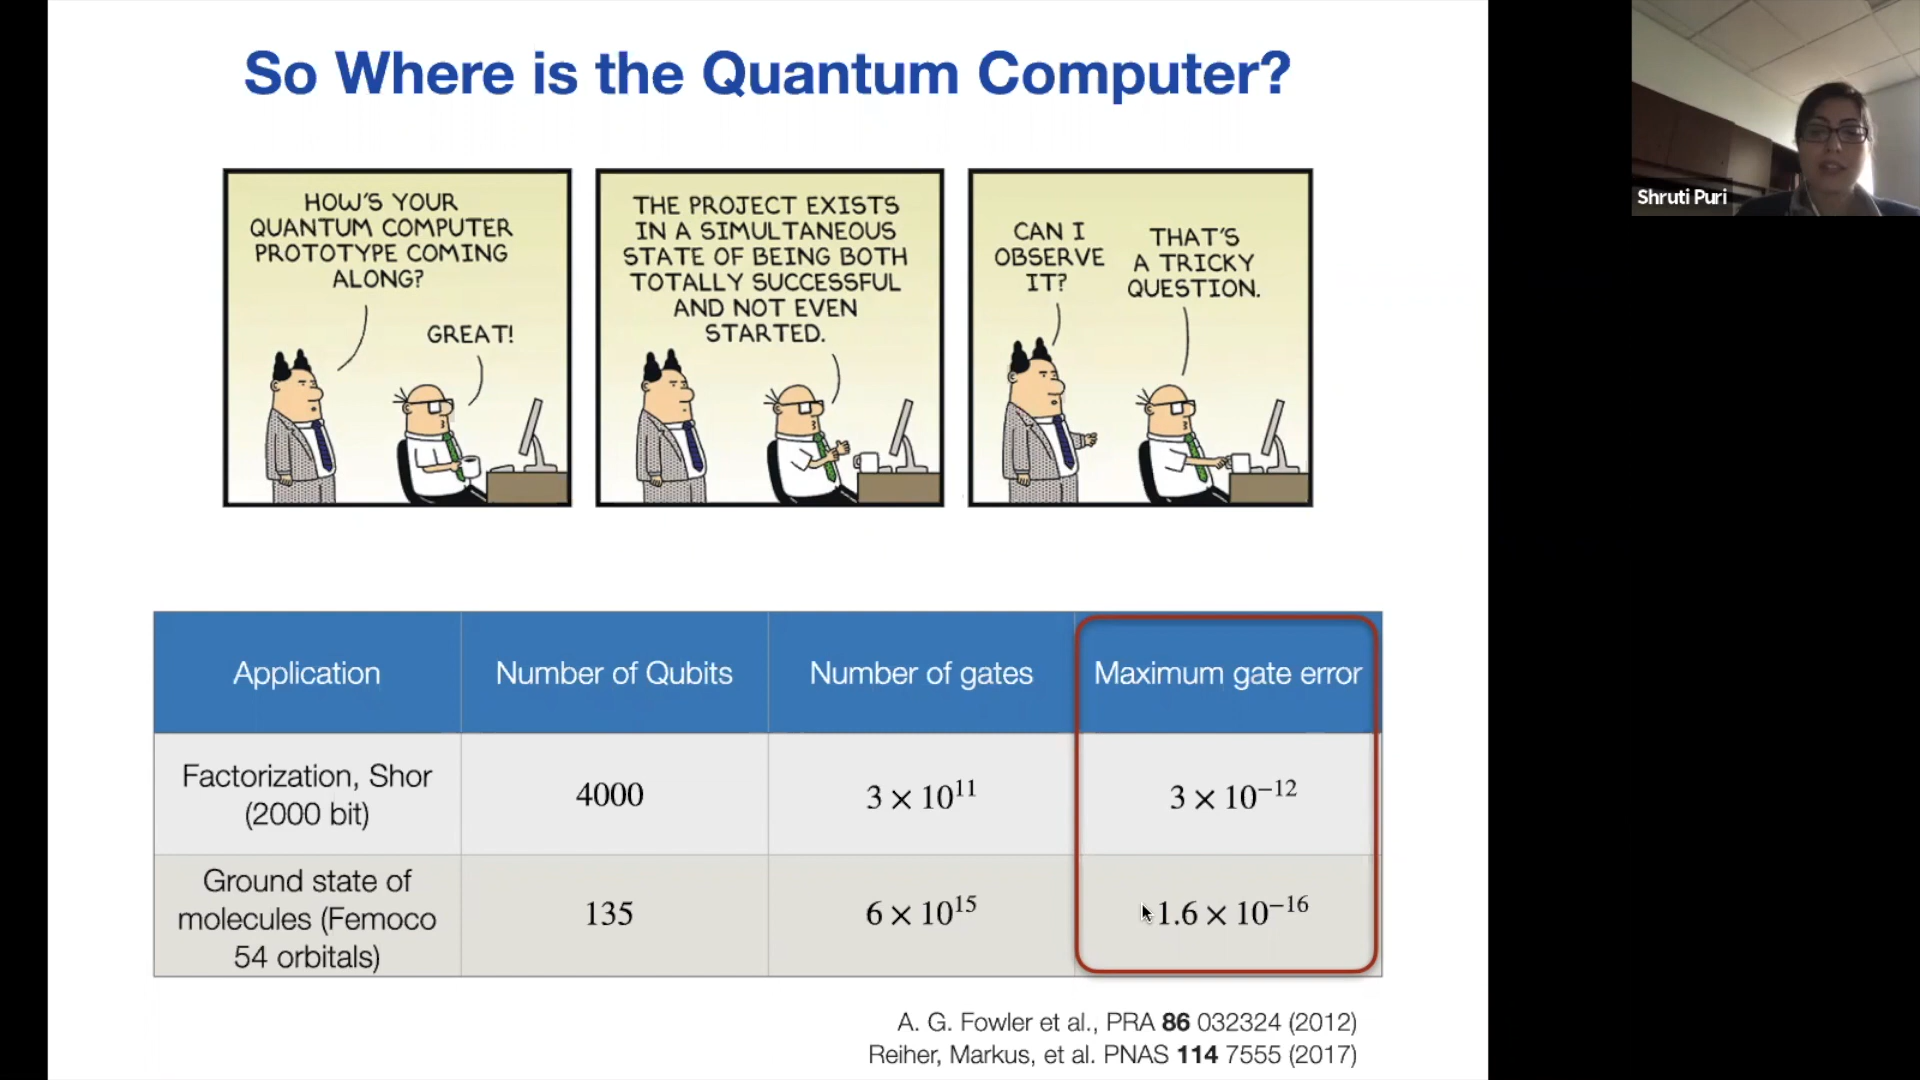 So Where is the Quantum Computer?
HOW'S YOUR
QUANTUM COMPUTER
PROTOTYPE COMING
ALONG?
GREAT!
THE PROJECT EXISTS
IN A SIMULTANEOUS
STATE OF BEING BOTH
TOTALLY SUCCESSFUL
AND NOT EVEN
STARTED.
CAN I
OBSERVE
IT?
THAT'S
A TRICKY
QUESTION.
Shruti Puri
Application Number of Qubits Number of gates Maximum gate error
Factorization, Shor
(2000 bit)
4000 3 × 10¹¹ 3 × 10⁻¹²
Ground state of
molecules (Femoco
54 orbitals)
135 6 × 10¹⁵ 1.6 × 10⁻¹⁶
A. G. Fowler et al., PRA 86 032324 (2012)
Reiher, Markus, et al. PNAS 114 7555 (2017)